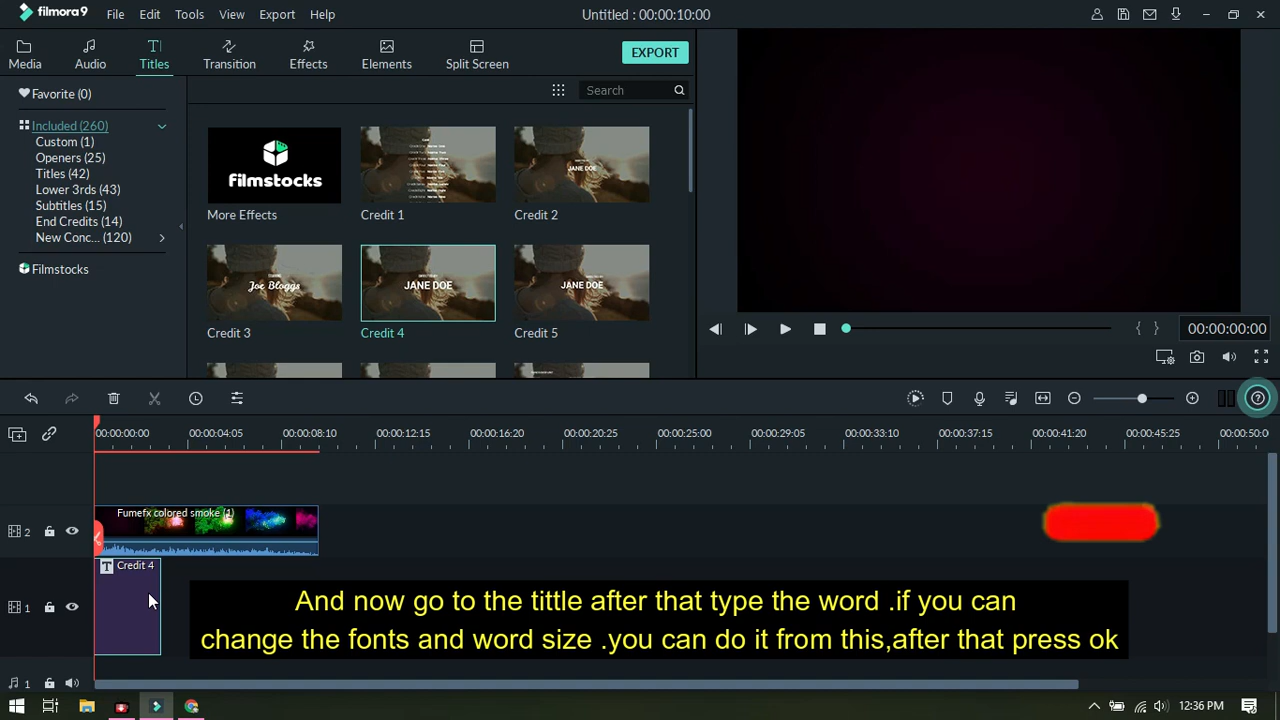 filmora9 File Edit Tools View Export Help Untitled : 00:00:10:00
Media Audio Titles Transition Effects Elements Split Screen EXPORT
Favorite (0)
Search
Included (260)
Custom (1)
Openers (25)
Titles (42)
Lower 3rds (43)
Subtitles (15)
End Credits (14)
New Conc... (120)
Filmstocks
filmstocks
JANE DOE
More Effects Credit 1 Credit 2
Joe Bloggs JANE DOE JANE DOE
Credit 3 Credit 4 Credit 5
{ } 00:00:00:00
00:00:00:00 00:00:04:05 00:00:08:10 00:00:12:15 00:00:16:20 00:00:20:25 00:00:25:00 00:00:29:05 00:00:33:10 00:00:37:15 00:00:41:20 00:00:45:25 00:00:50:0
Fumefx colored smoke (1)
2
T Credit 4
1
And now go to the tittle after that type the word .if you can
change the fonts and word size .you can do it from this,after that press ok
1
12:36 PM